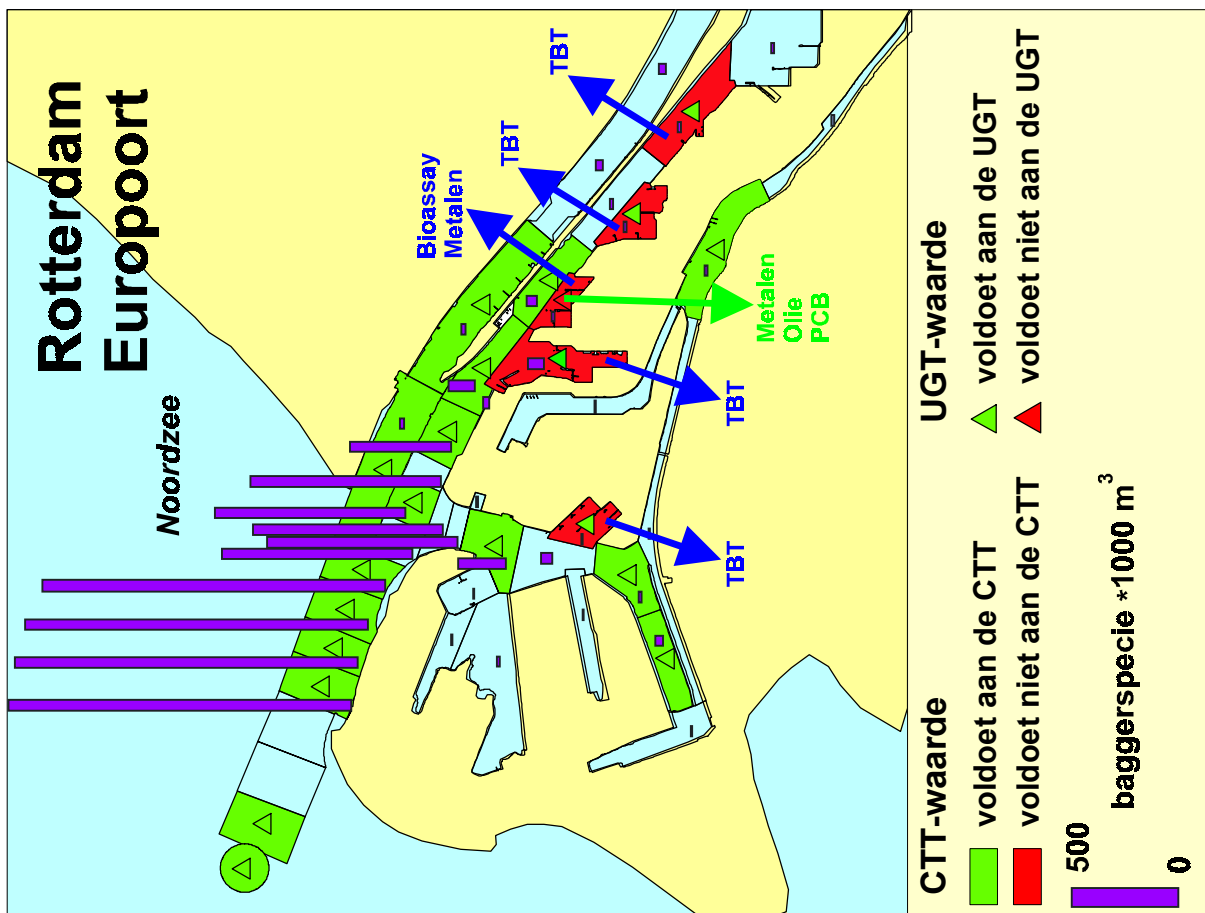 Rotterdam
Europoort
Noordzee
Bioassay
Metalen
TBT
TBT
Metalen
Olie
PCB
TBT
TBT
CTT-waarde
voldoet aan de CTT
voldoet niet aan de CTT
UGT-waarde
voldoet aan de UGT
voldoet niet aan de UGT
500
0
baggerspecie *1000 m³